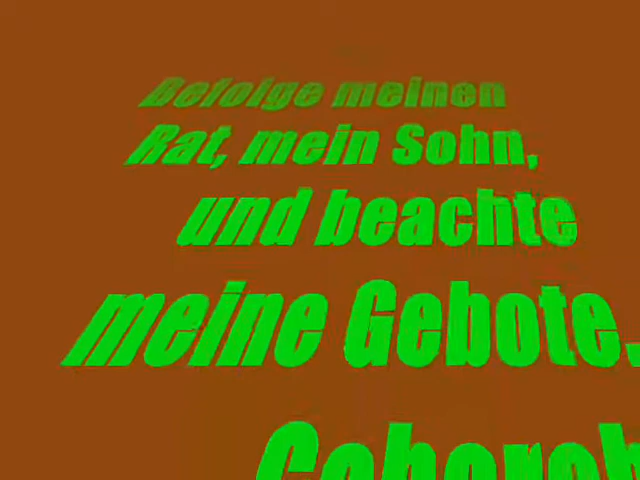 Befolge meinen
Rat, mein Sohn,
und beachte
meine Gebote.